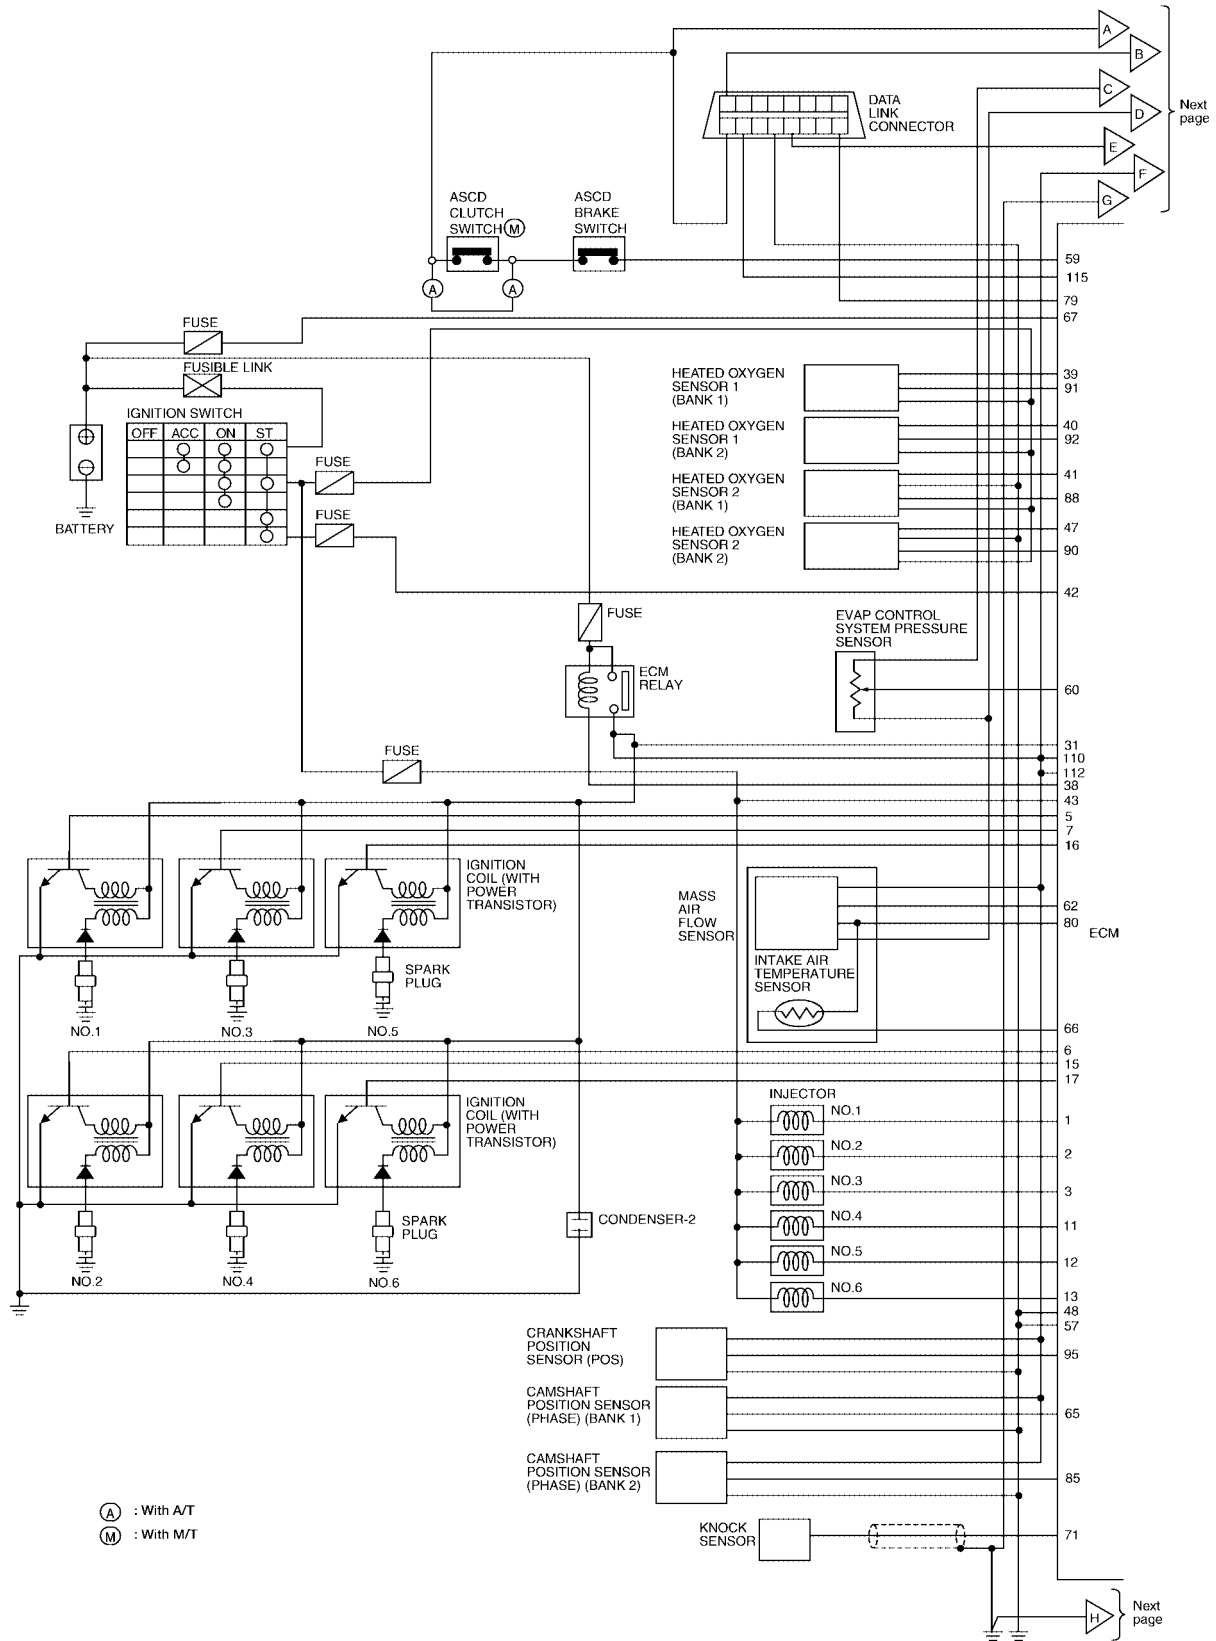 A
B
C
D
E
F
G
Next
page
DATA
LINK
CONNECTOR
ASCD
CLUTCH
SWITCH M
ASCD
BRAKE
SWITCH
A
A
59
115
79
67
FUSE
FUSIBLE LINK
IGNITION SWITCH
OFF ACC ON ST
BATTERY
FUSE
FUSE
HEATED OXYGEN
SENSOR 1
(BANK 1)
39
91
HEATED OXYGEN
SENSOR 1
(BANK 2)
40
92
HEATED OXYGEN
SENSOR 2
(BANK 1)
41
88
HEATED OXYGEN
SENSOR 2
(BANK 2)
47
90
42
FUSE
ECM
RELAY
EVAP CONTROL
SYSTEM PRESSURE
SENSOR
60
FUSE
31
110
112
38
43
5
7
16
IGNITION
COIL (WITH
POWER
TRANSISTOR)
SPARK
PLUG
NO.1
NO.3
NO.5
MASS
AIR
FLOW
SENSOR
INTAKE AIR
TEMPERATURE
SENSOR
62
80
ECM
66
6
15
17
IGNITION
COIL (WITH
POWER
TRANSISTOR)
SPARK
PLUG
NO.2
NO.4
NO.6
CONDENSER-2
INJECTOR
NO.1
NO.2
NO.3
NO.4
NO.5
NO.6
1
2
3
11
12
13
48
57
CRANKSHAFT
POSITION
SENSOR (POS)
95
CAMSHAFT
POSITION SENSOR
(PHASE) (BANK 1)
65
CAMSHAFT
POSITION SENSOR
(PHASE) (BANK 2)
85
KNOCK
SENSOR
71
A : With A/T
M : With M/T
H
Next
page